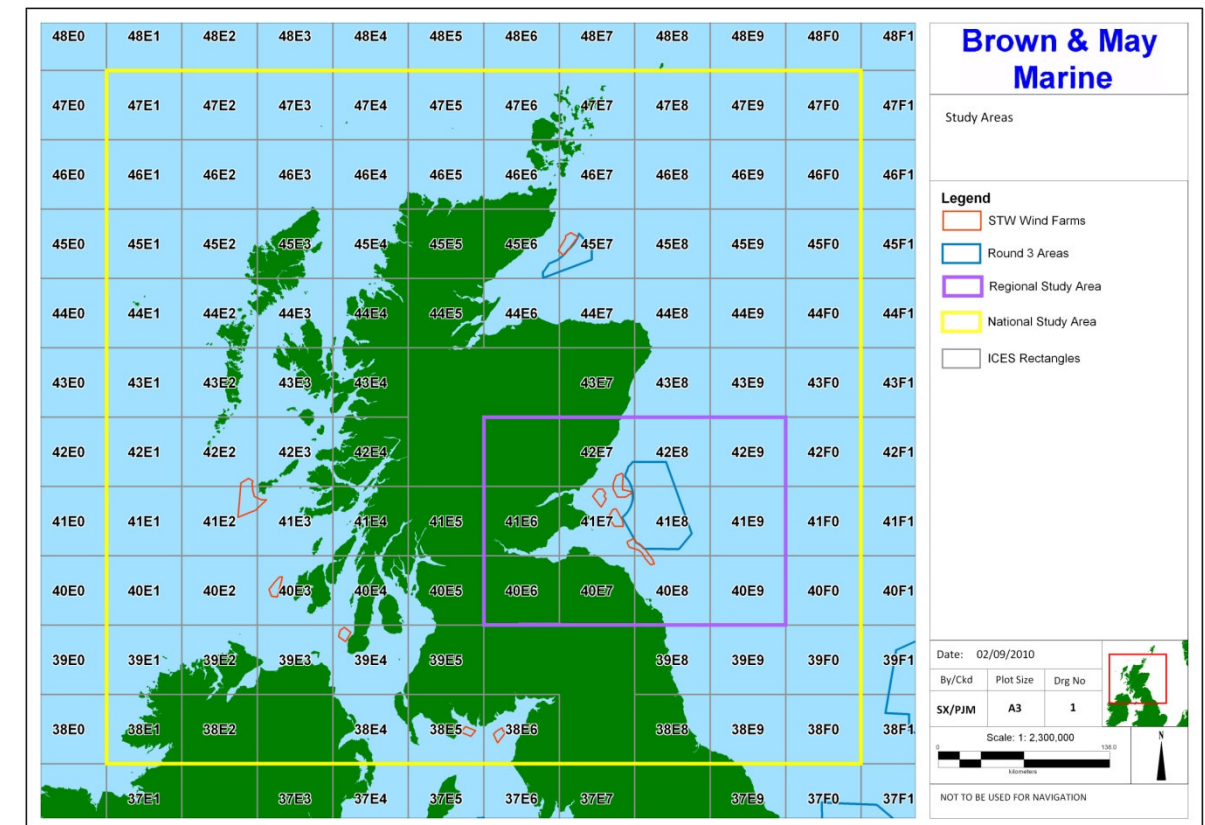 48E0 48E1 48E2 48E3 48E4 48E5 48E6 48E7 48E8 48E9 48F0 48F1
47E0 47E1 47E2 47E3 47E4 47E5 47E6 47E7 47E8 47E9 47F0 47F1
46E0 46E1 46E2 46E3 46E4 46E5 46E6 46E7 46E8 46E9 46F0 46F1
45E0 45E1 45E2 45E3 45E4 45E5 45E6 45E7 45E8 45E9 45F0 45F1
44E0 44E1 44E2 44E3 44E4 44E5 44E6 44E7 44E8 44E9 44F0 44F1
43E0 43E1 43E2 43E3 43E4 43E7 43E8 43E9 43F0 43F1
42E0 42E1 42E2 42E3 42E4 42E7 42E8 42E9 42F0 42F1
41E0 41E1 41E2 41E3 41E4 41E5 41E6 41E7 41E8 41E9 41F0 41F1
40E0 40E1 40E2 40E3 40E4 40E5 40E6 40E7 40E8 40E9 40F0 40F1
39E0 39E1 39E2 39E3 39E4 39E5 39E8 39E9 39F0 39F1
38E0 38E1 38E2 38E4 38E5 38E6 38E8 38E9 38F0 38F1
37E1 37E3 37E4 37E5 37E6 37E7 37E9 37F0 37F1
Brown & May
Marine
Study Areas
Legend
STW Wind Farms
Round 3 Areas
Regional Study Area
National Study Area
ICES Rectangles
Date: 02/09/2010
By/Ckd Plot Size Drg No
SX/PJM A3 1
Scale: 1: 2,300,000
0 138.0
kilometers
N
NOT TO BE USED FOR NAVIGATION